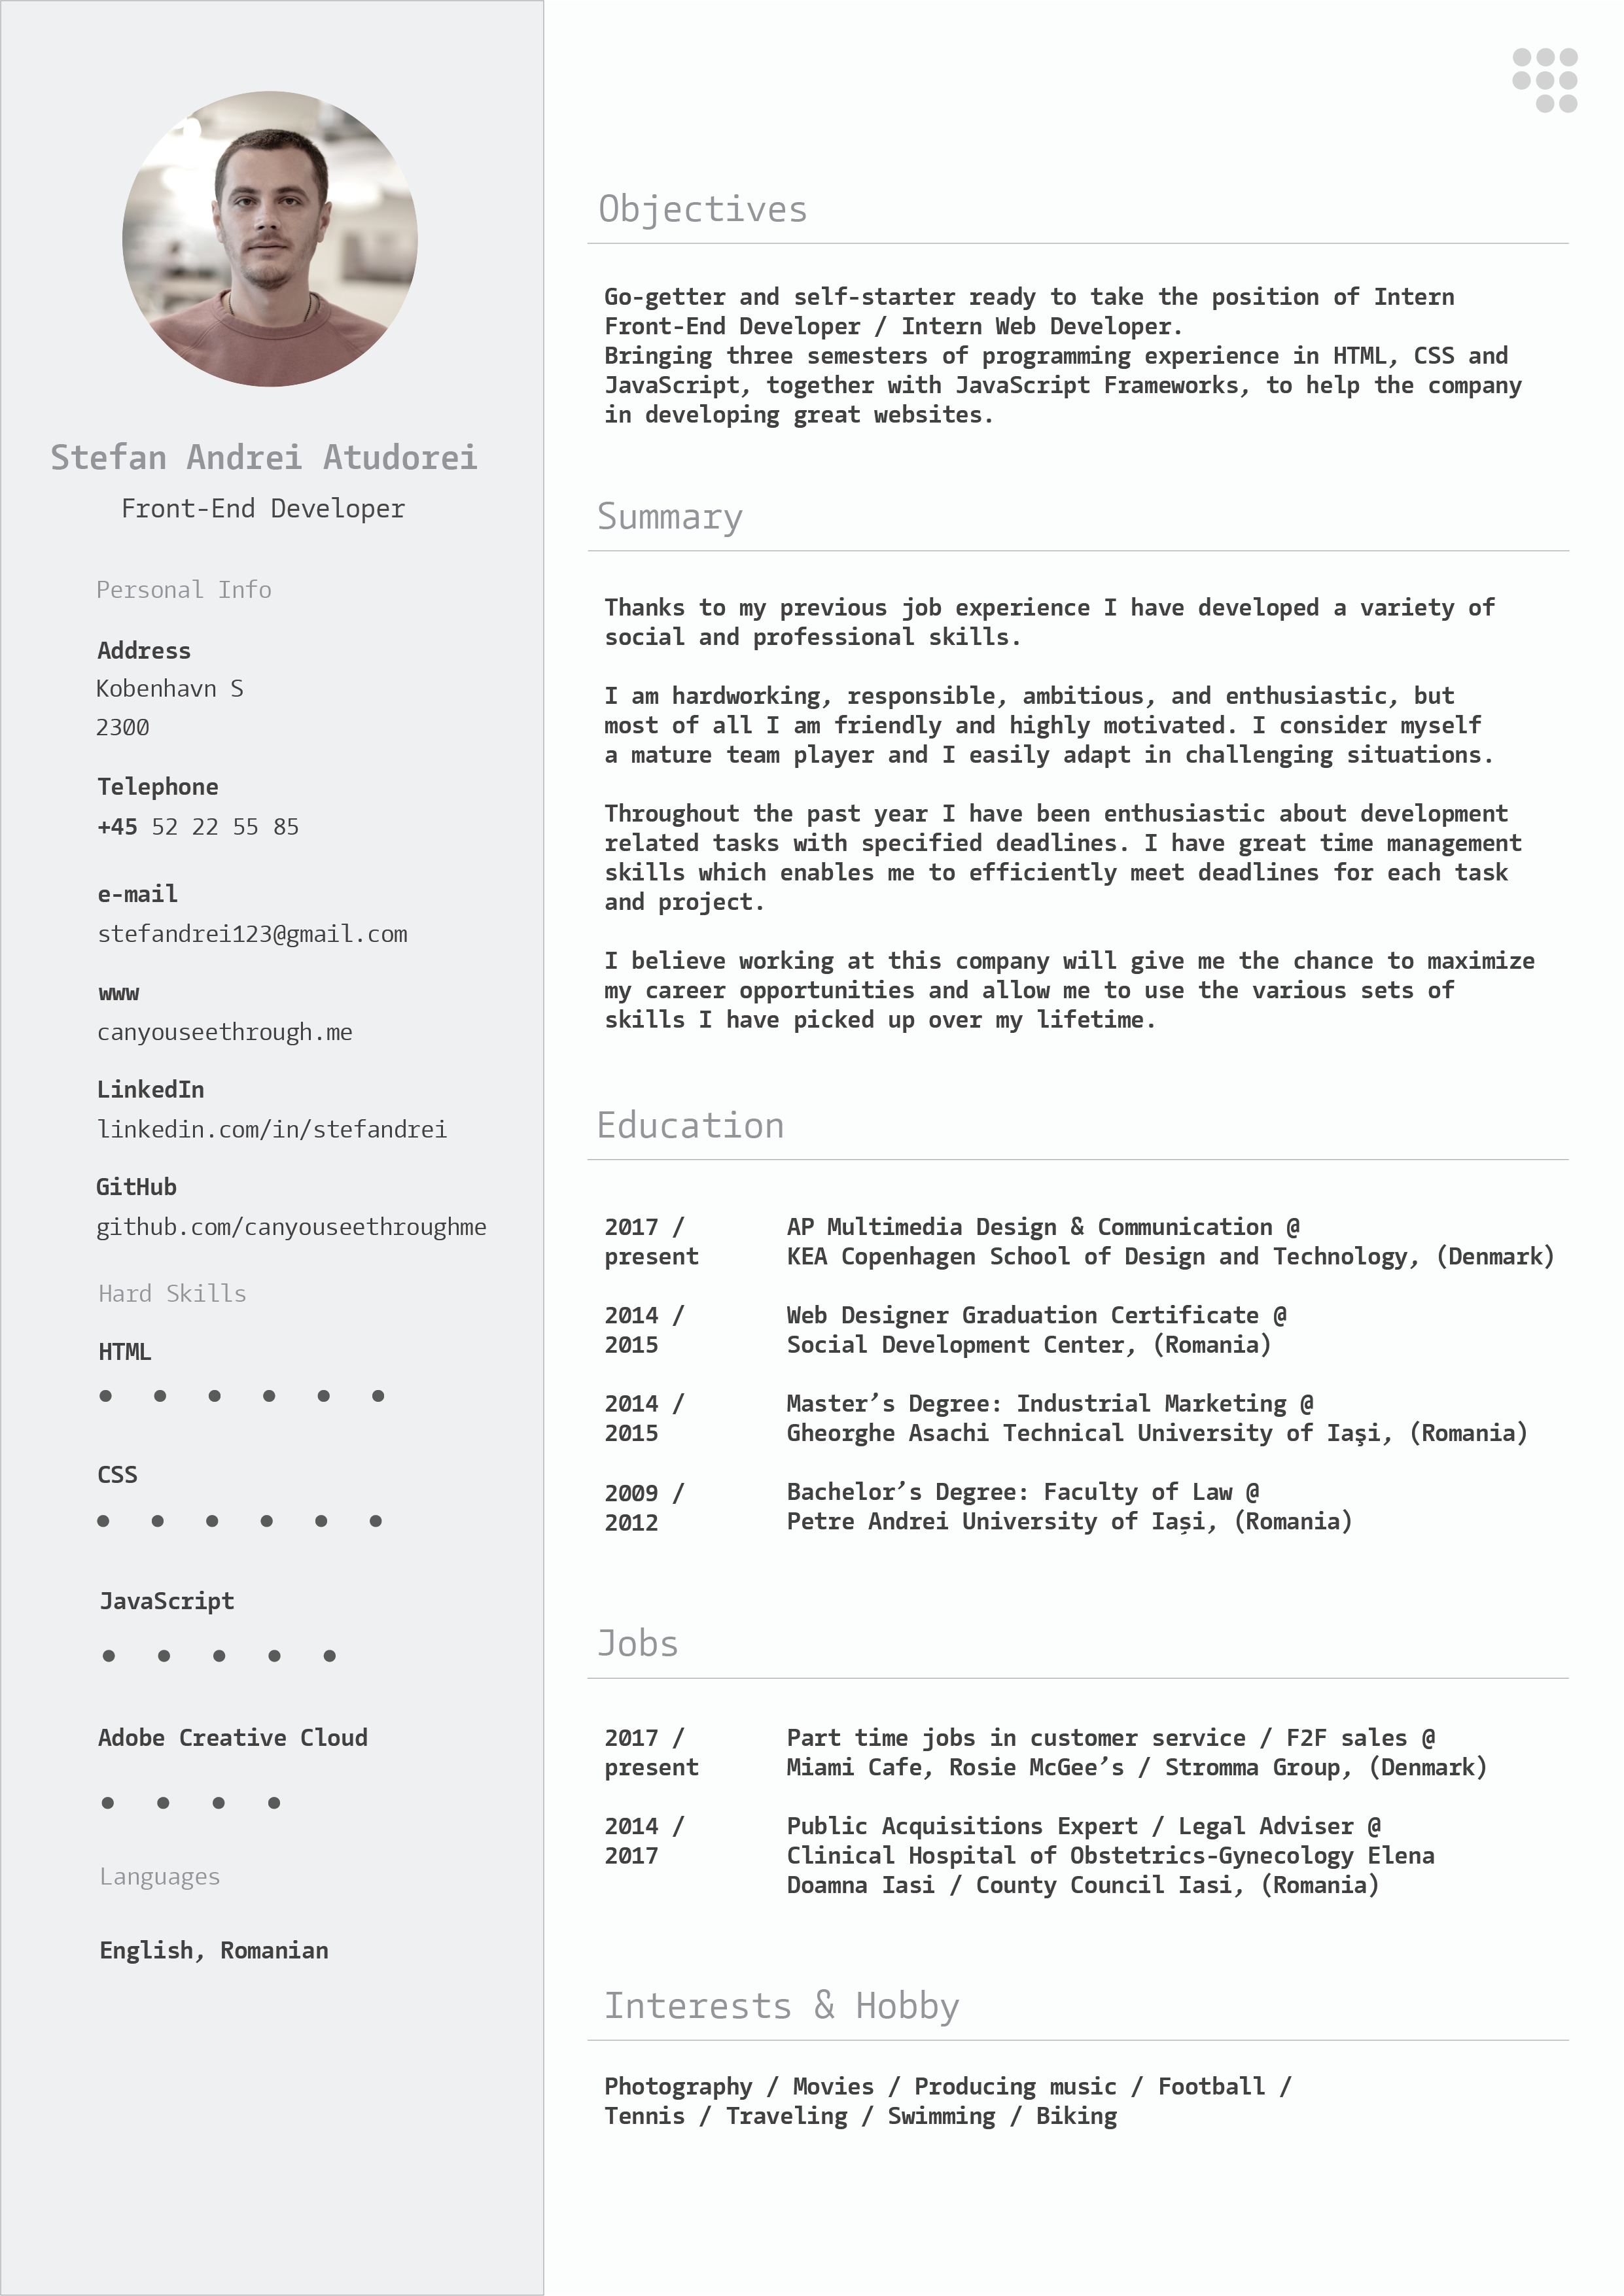 Stefan Andrei Atudorei
Front-End Developer
Personal Info
Address
Kobenhavn S
2300
Telephone
+45 52 22 55 85
e-mail
stefandrei123@gmail.com
www
canyouseethrough.me
LinkedIn
linkedin.com/in/stefandrei
GitHub
github.com/canyouseethroughme
Hard Skills
HTML
CSS
JavaScript
Adobe Creative Cloud
Languages
English, Romanian
Objectives
Go-getter and self-starter ready to take the position of Intern
Front-End Developer / Intern Web Developer.
Bringing three semesters of programming experience in HTML, CSS and
JavaScript, together with JavaScript Frameworks, to help the company
in developing great websites.
Summary
Thanks to my previous job experience I have developed a variety of
social and professional skills.
I am hardworking, responsible, ambitious, and enthusiastic, but
most of all I am friendly and highly motivated. I consider myself
a mature team player and I easily adapt in challenging situations.
Throughout the past year I have been enthusiastic about development
related tasks with specified deadlines. I have great time management
skills which enables me to efficiently meet deadlines for each task
and project.
I believe working at this company will give me the chance to maximize
my career opportunities and allow me to use the various sets of
skills I have picked up over my lifetime.
Education
2017 / AP Multimedia Design & Communication @
present KEA Copenhagen School of Design and Technology, (Denmark)
2014 / Web Designer Graduation Certificate @
2015 Social Development Center, (Romania)
2014 / Master’s Degree: Industrial Marketing @
2015 Gheorghe Asachi Technical University of Iaşi, (Romania)
2009 / Bachelor’s Degree: Faculty of Law @
2012 Petre Andrei University of Iași, (Romania)
Jobs
2017 / Part time jobs in customer service / F2F sales @
present Miami Cafe, Rosie McGee’s / Stromma Group, (Denmark)
2014 / Public Acquisitions Expert / Legal Adviser @
2017 Clinical Hospital of Obstetrics-Gynecology Elena
Doamna Iasi / County Council Iasi, (Romania)
Interests & Hobby
Photography / Movies / Producing music / Football /
Tennis / Traveling / Swimming / Biking